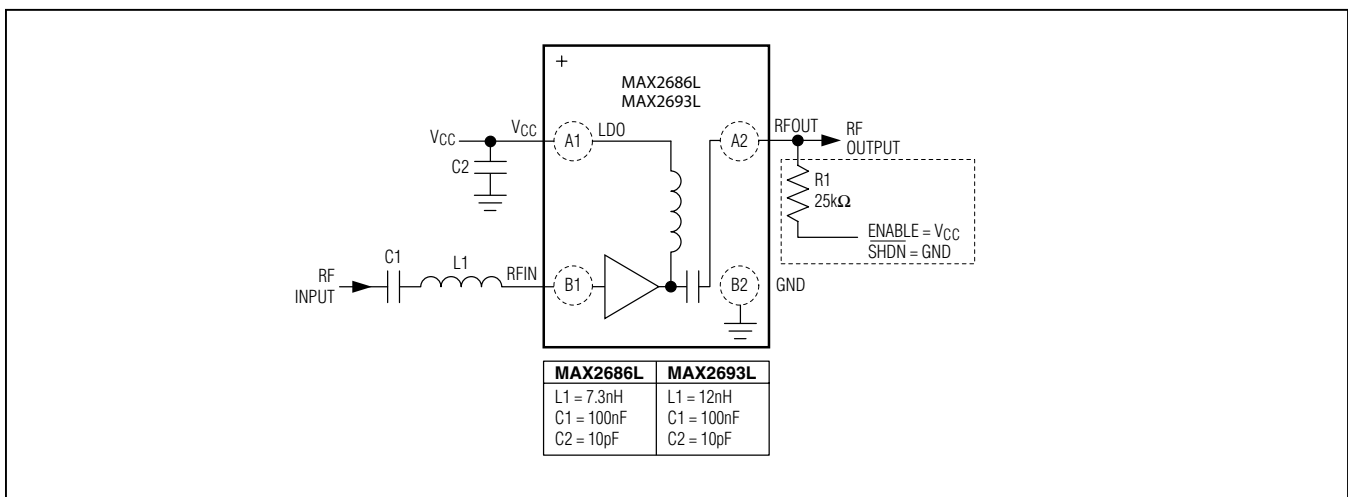 +
MAX2686L
MAX2693L
VCC
VCC
A1
LDO
A2
RFOUT
RF
OUTPUT
C2
R1
25kΩ
ENABLE = VCC
SHDN = GND
C1
L1
RFIN
RF
INPUT
B1
B2
GND
MAX2686L MAX2693L
L1 = 7.3nH L1 = 12nH
C1 = 100nF C1 = 100nF
C2 = 10pF C2 = 10pF